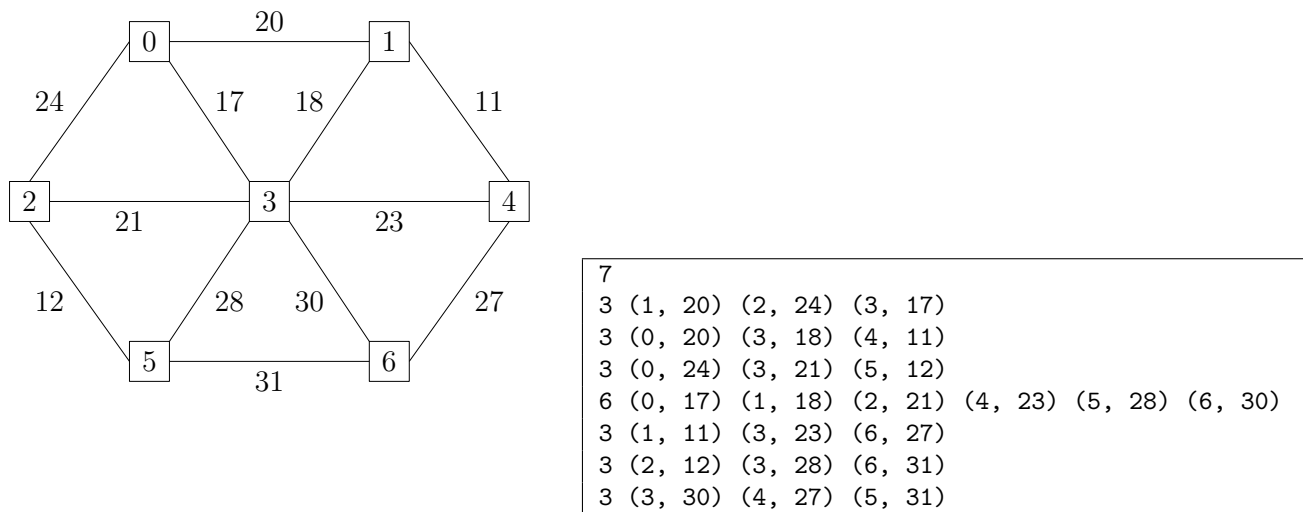 20
0
1
24
17
18
11
2
3
4
21
23
12
28
30
27
5
6
31
7
3 (1, 20) (2, 24) (3, 17)
3 (0, 20) (3, 18) (4, 11)
3 (0, 24) (3, 21) (5, 12)
6 (0, 17) (1, 18) (2, 21) (4, 23) (5, 28) (6, 30)
3 (1, 11) (3, 23) (6, 27)
3 (2, 12) (3, 28) (6, 31)
3 (3, 30) (4, 27) (5, 31)